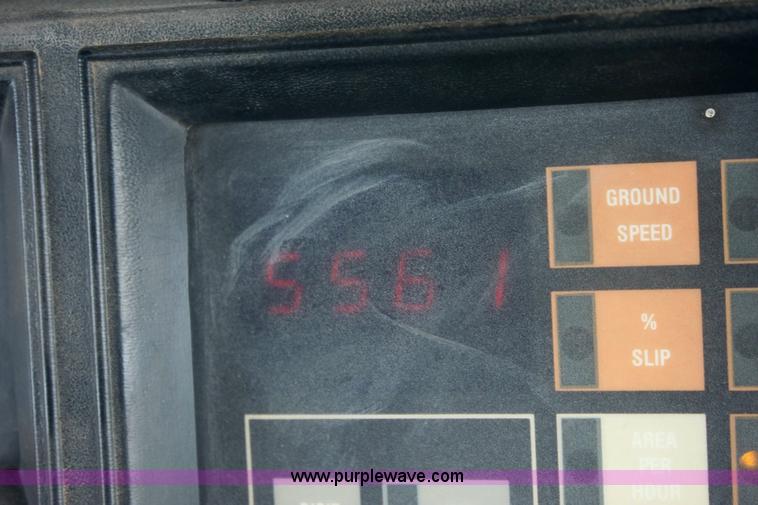 GROUND
SPEED
5561
%
SLIP
AREA
PER
HOUR
www.purplewave.com